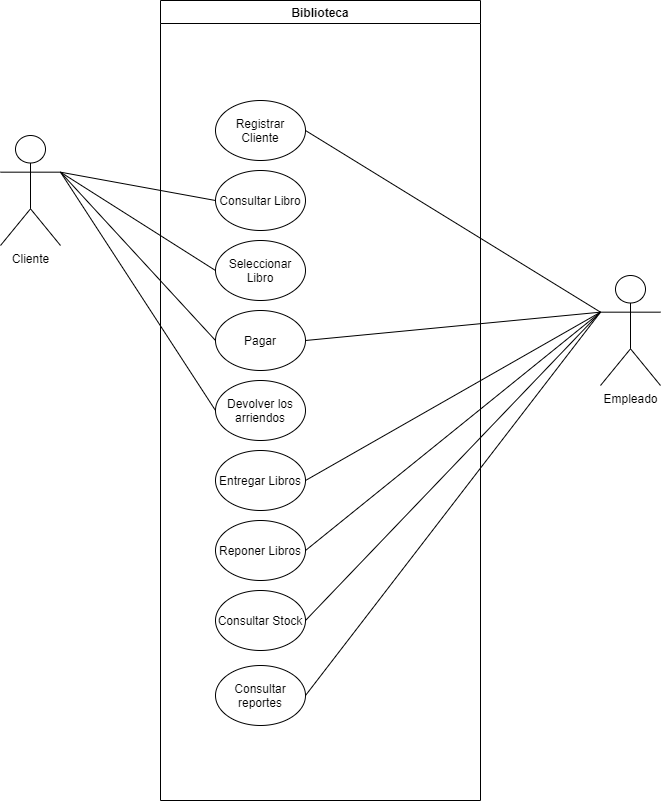 Biblioteca
Registrar
Cliente
Consultar Libro
Cliente
Seleccionar
Libro
Pagar
Empleado
Devolver los
arriendos
Entregar Libros
Reponer Libros
Consultar Stock
Consultar
reportes